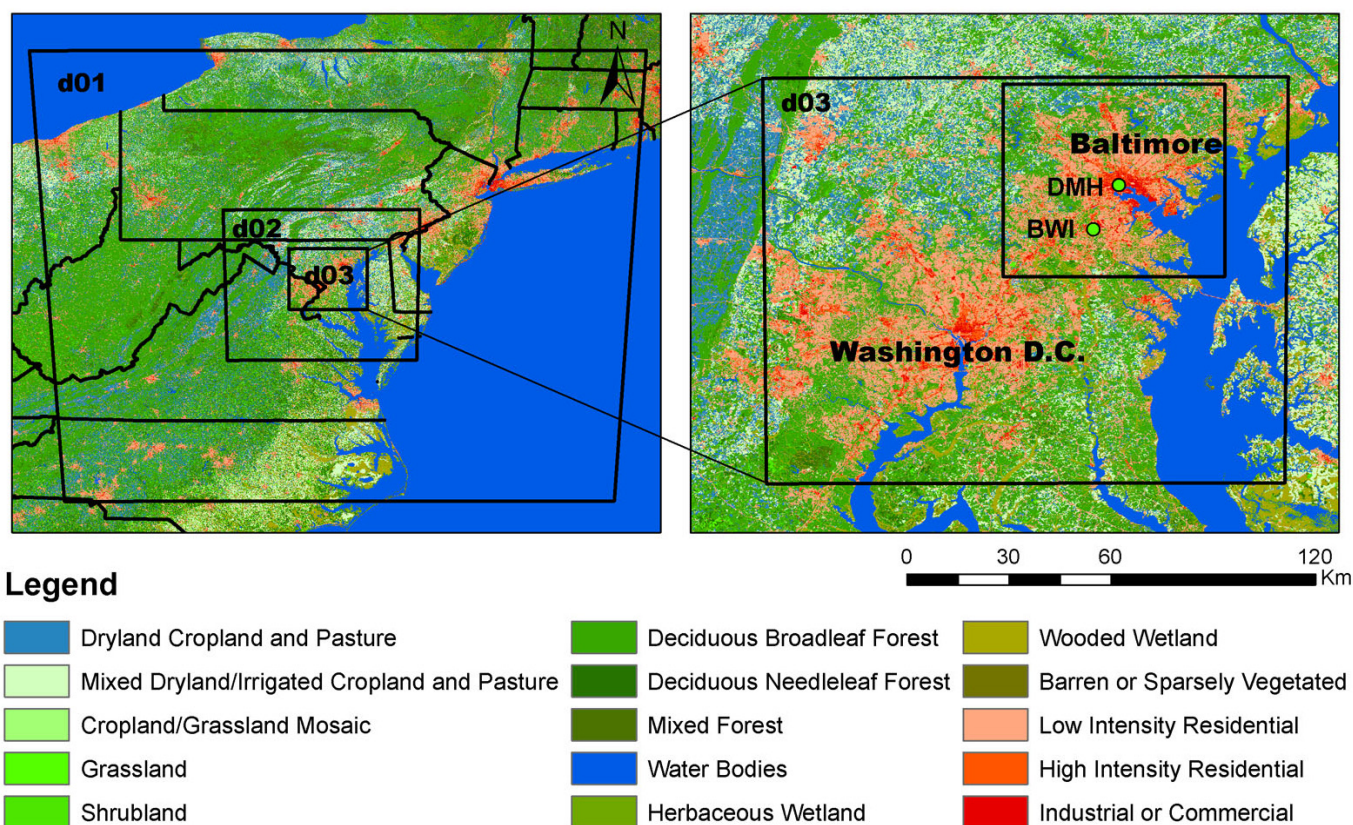 N
d01
d02
d03
d03
Baltimore
DMH
BWI
Washington D.C.
0 30 60 120
Km
Legend
Dryland Cropland and Pasture
Mixed Dryland/Irrigated Cropland and Pasture
Cropland/Grassland Mosaic
Grassland
Shrubland
Deciduous Broadleaf Forest
Deciduous Needleleaf Forest
Mixed Forest
Water Bodies
Herbaceous Wetland
Wooded Wetland
Barren or Sparsely Vegetated
Low Intensity Residential
High Intensity Residential
Industrial or Commercial